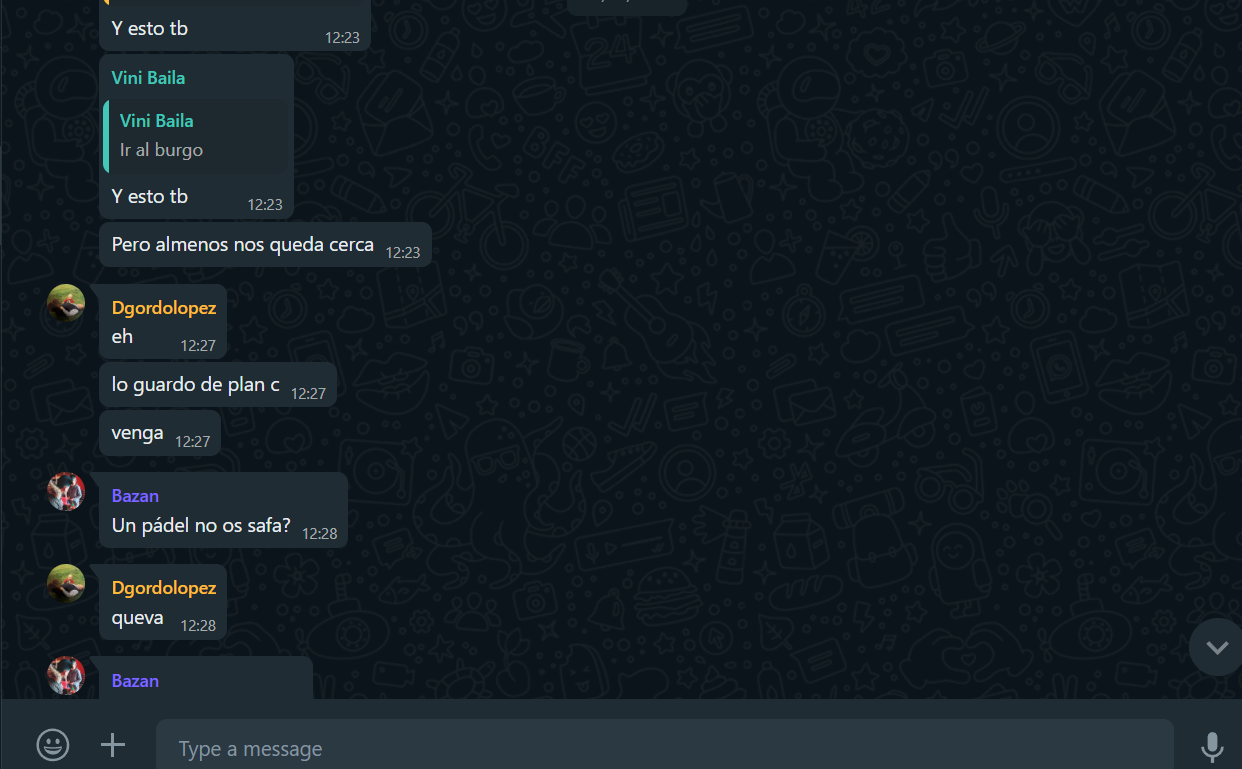 Y esto tb
12:23
Vini Baila
Vini Baila
Ir al burgo
Y esto tb
12:23
Pero almenos nos queda cerca 12:23
Dgordolopez
eh
12:27
lo guardo de plan c 12:27
venga 12:27
Bazan
Un pádel no os safa? 12:28
Dgordolopez
queva 12:28
Bazan
Type a message